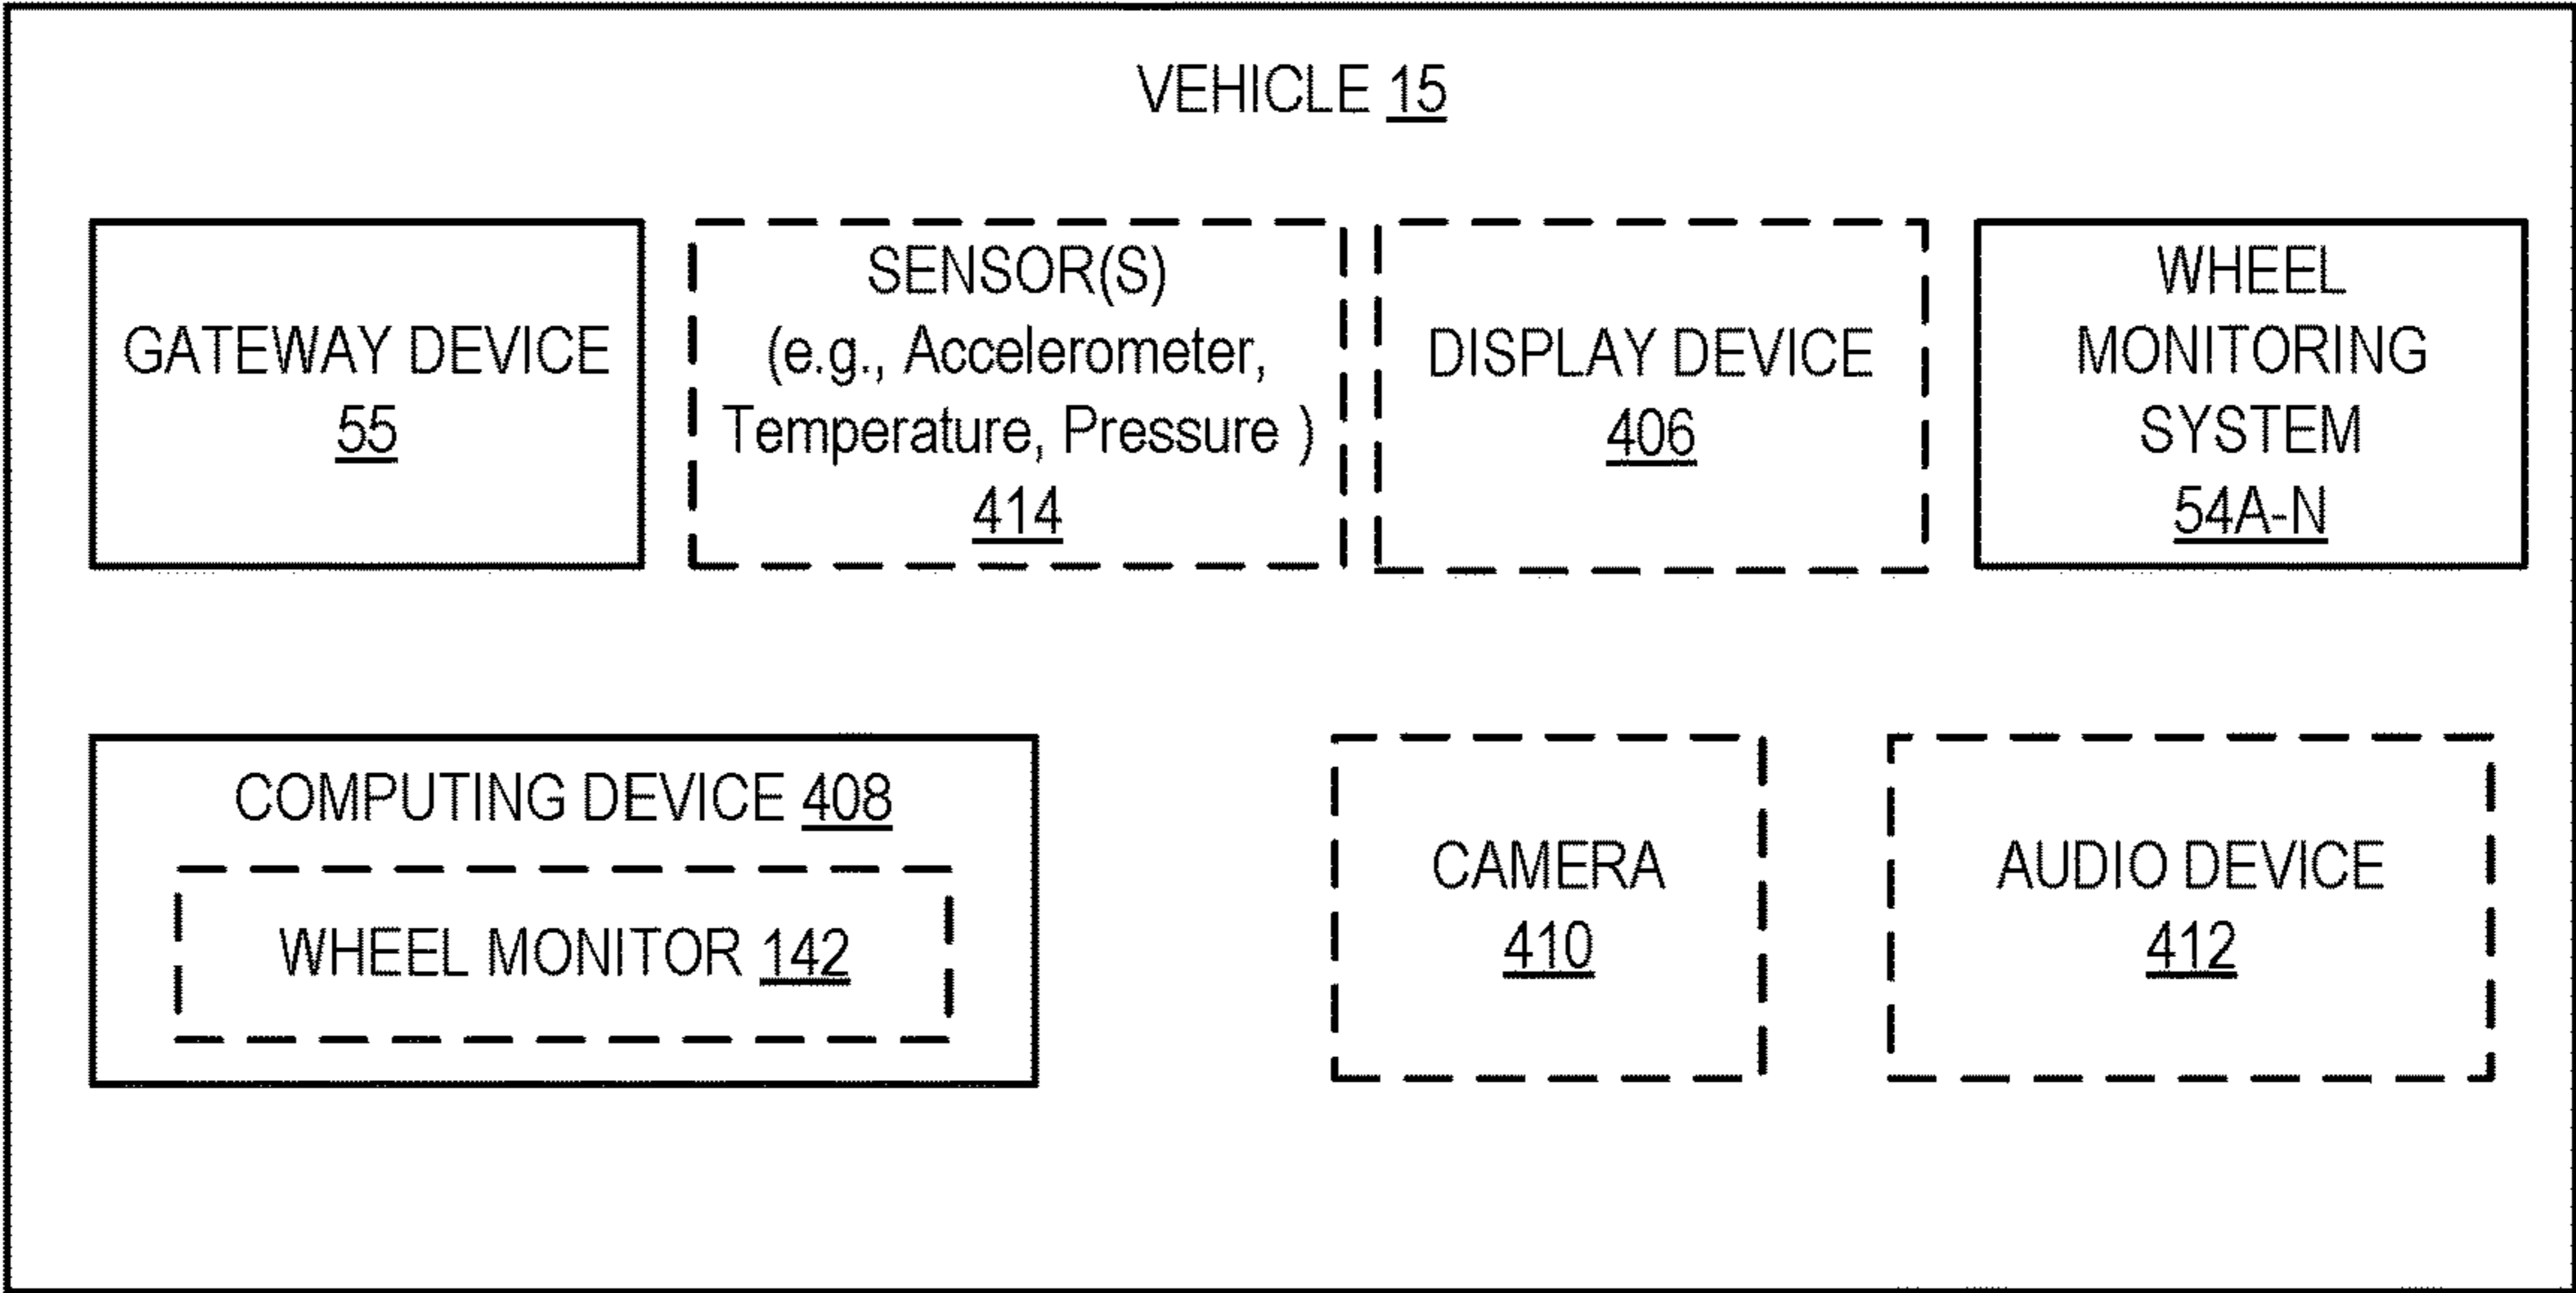 VEHICLE 15
GATEWAY DEVICE
55
SENSOR(S)
(e.g., Accelerometer,
Temperature, Pressure )
414
DISPLAY DEVICE
406
WHEEL
MONITORING
SYSTEM
54A-N
COMPUTING DEVICE 408
WHEEL MONITOR 142
CAMERA
410
AUDIO DEVICE
412